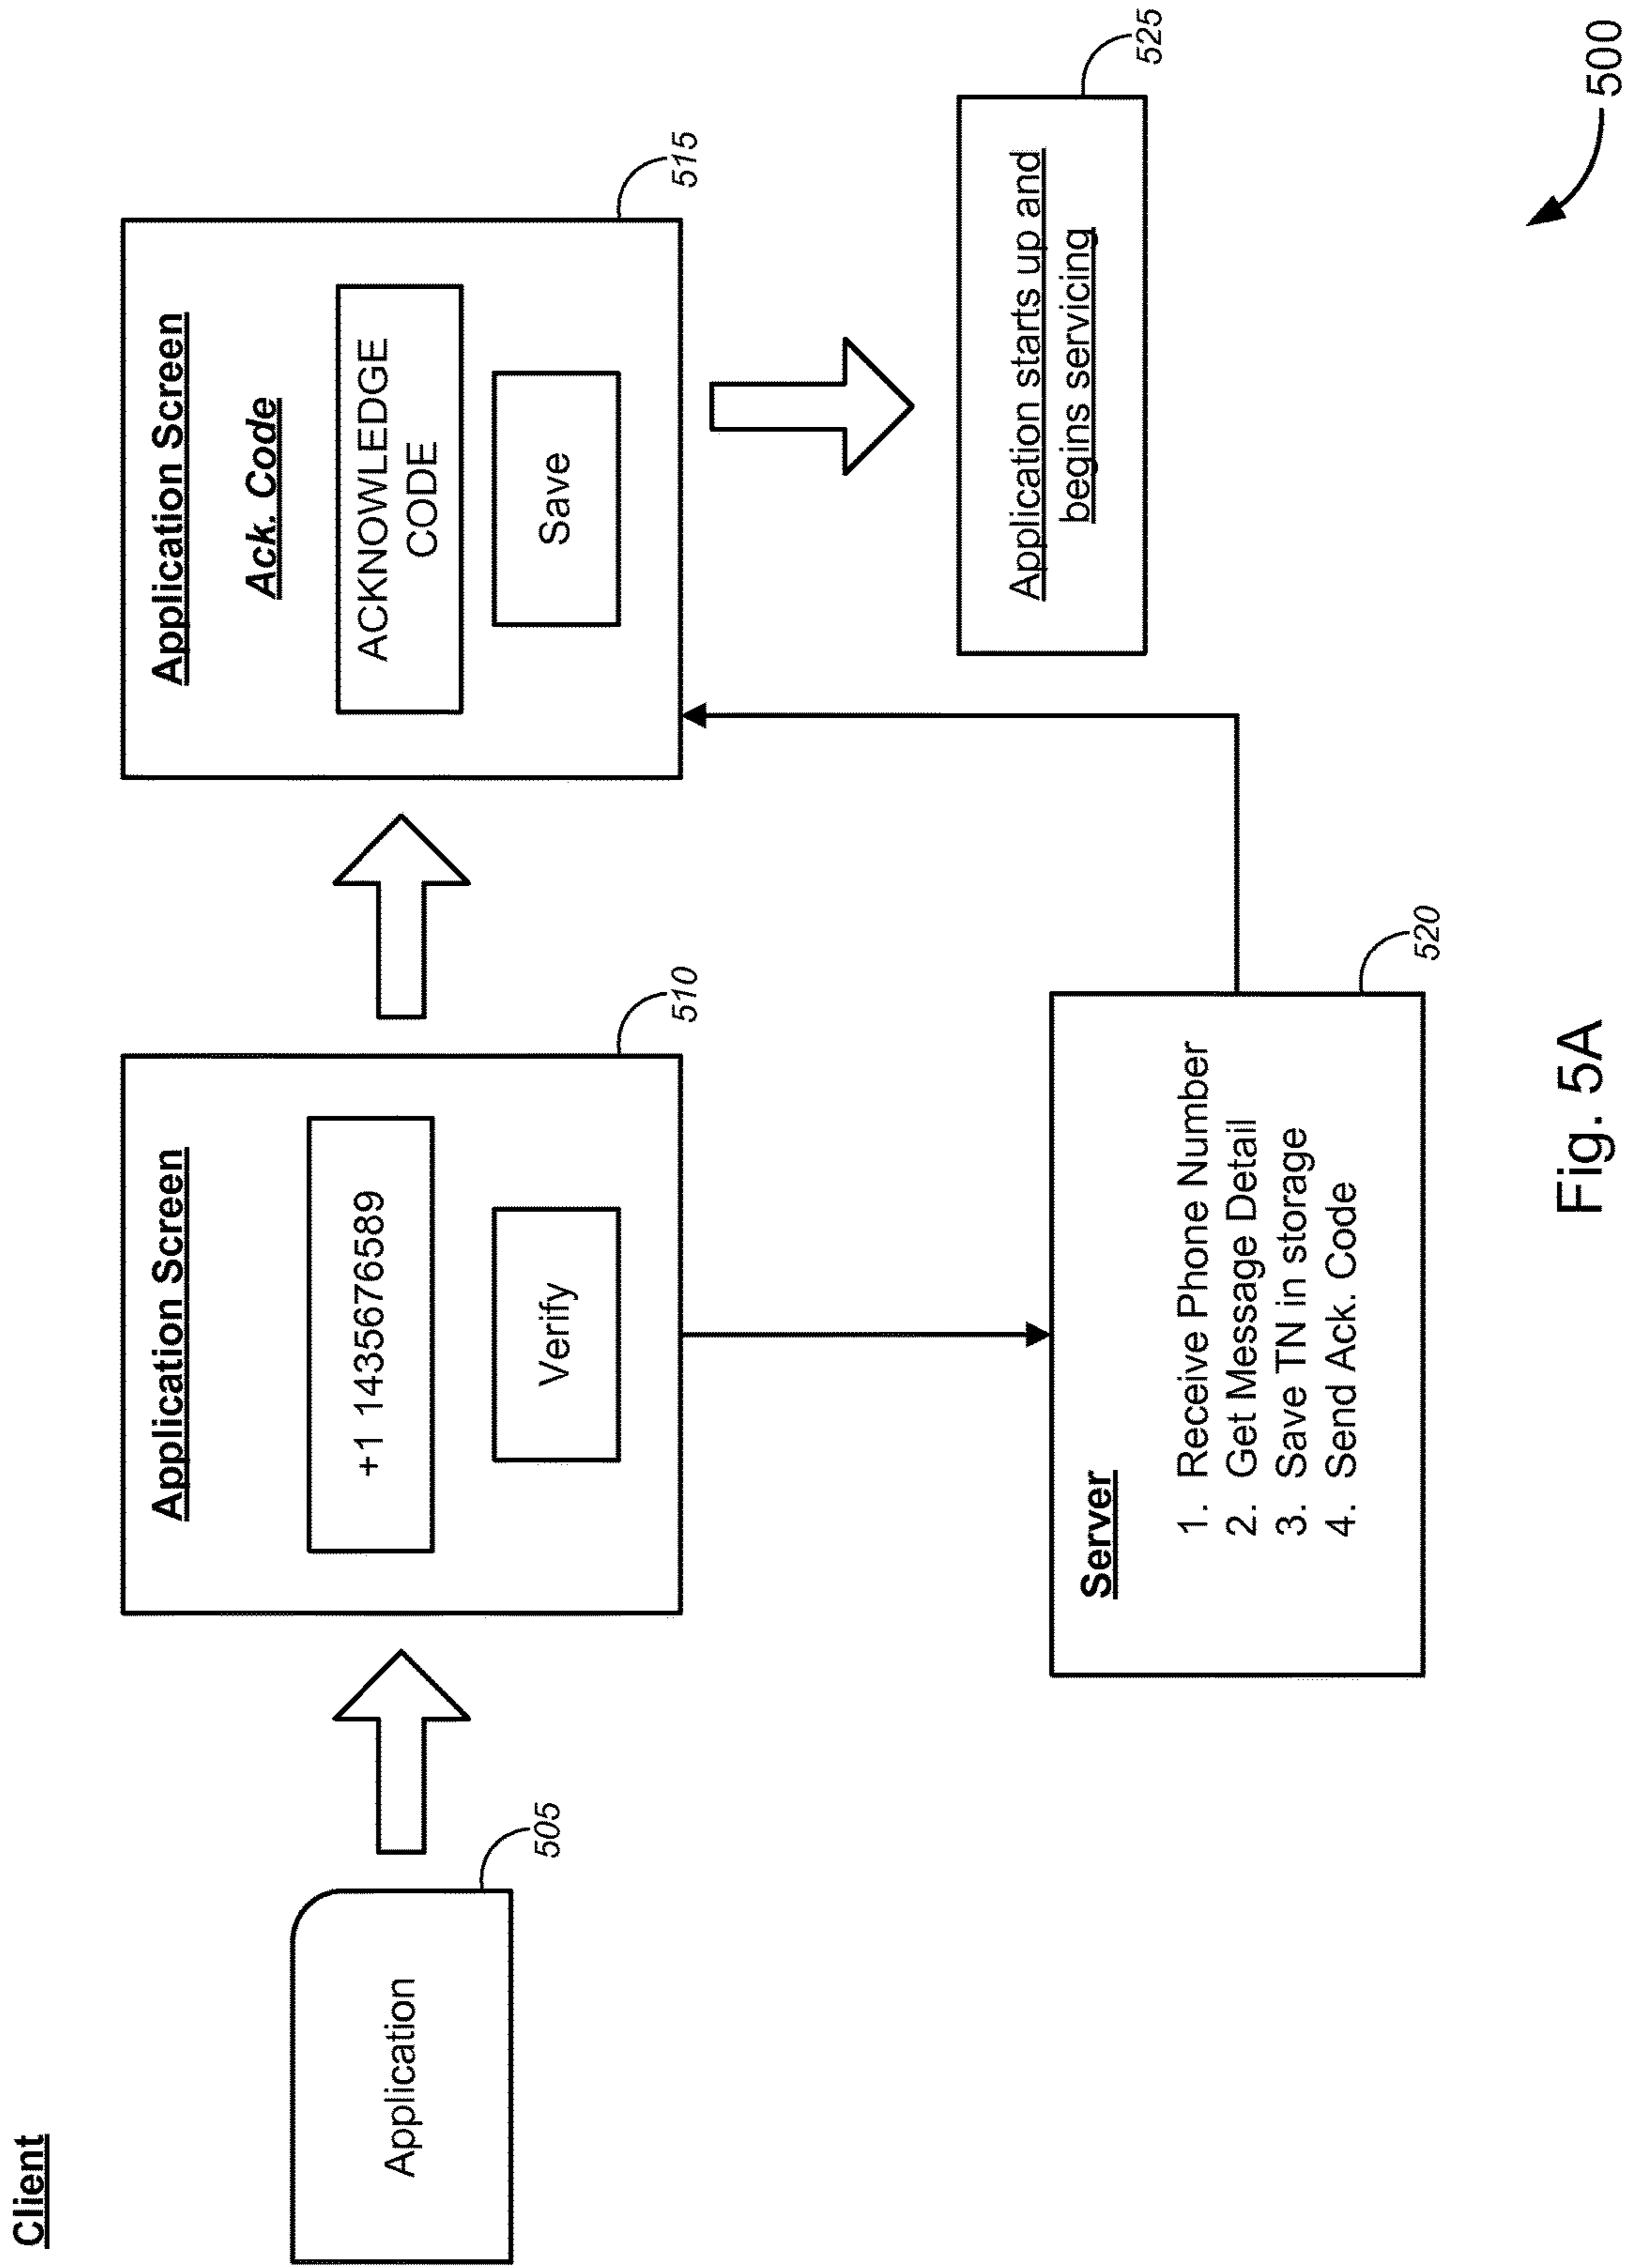 Client
Application
505
Application Screen
+1 1435676589
Verify
510
Application Screen
Ack. Code
ACKNOWLEDGE
CODE
Save
515
Server
1. Receive Phone Number
2. Get Message Detail
3. Save TN in storage
4. Send Ack. Code
520
Application starts up and
begins servicing
525
Fig. 5A
500